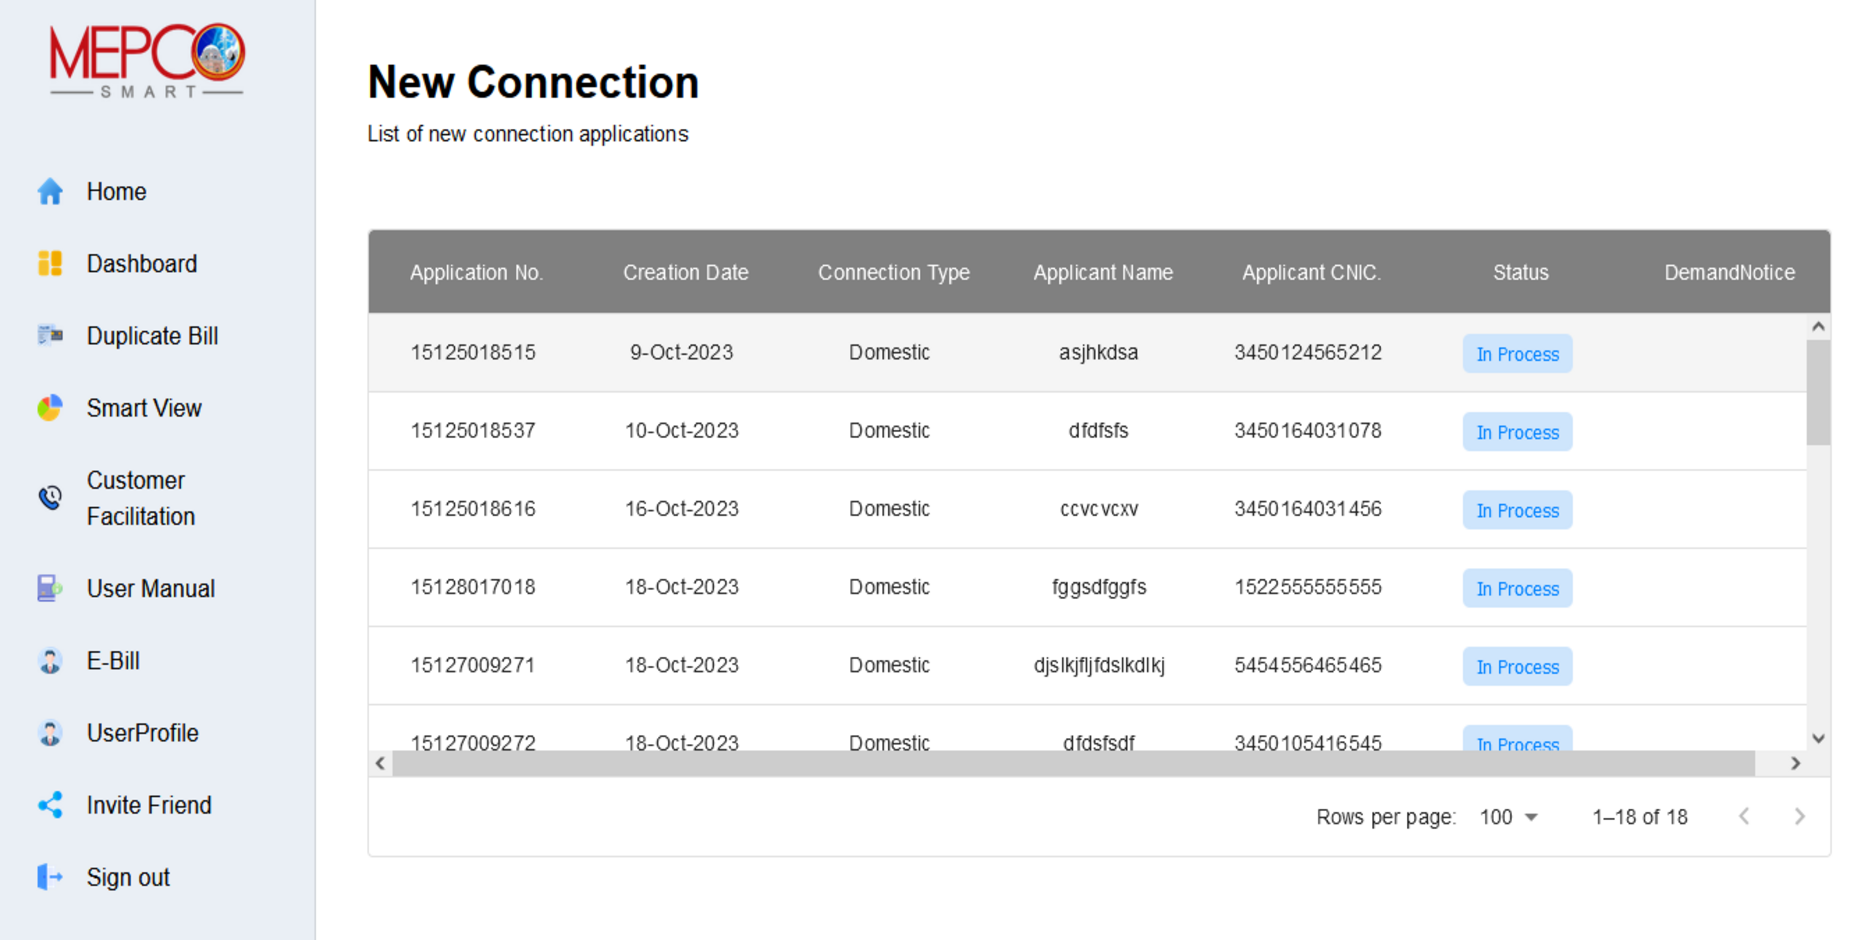 MEPCO
SMART
Home
Dashboard
Duplicate Bill
Smart View
Customer
Facilitation
User Manual
E-Bill
UserProfile
Invite Friend
Sign out
New Connection
List of new connection applications
Application No. Creation Date Connection Type Applicant Name Applicant CNIC. Status DemandNotice
15125018515 9-Oct-2023 Domestic asjhkdsa 3450124565212 In Process
15125018537 10-Oct-2023 Domestic dfdfsfs 3450164031078 In Process
15125018616 16-Oct-2023 Domestic ccvcvcxv 3450164031456 In Process
15128017018 18-Oct-2023 Domestic fggsdfggfs 1522555555555 In Process
15127009271 18-Oct-2023 Domestic djslkjfljfdslkdlkj 5454556465465 In Process
15127009272 18-Oct-2023 Domestic dfdsfsdf 3450105416545 In Process
Rows per page: 100 1–18 of 18